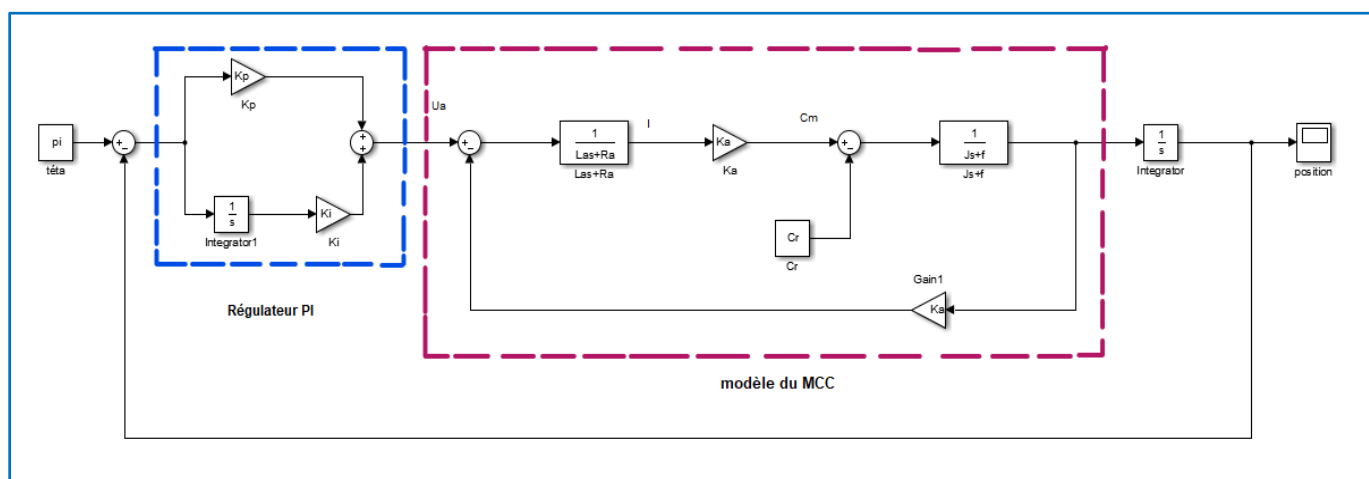 Kp
Kp
Ua
I
Cm
pi
téta
1
Las+Ra
Las+Ra
Ka
Ka
1
Js+f
Js+f
1
s
Integrator
position
1
s
Integrator1
Ki
Ki
Cr
Cr
Gain1
Ka
Régulateur PI
modèle du MCC